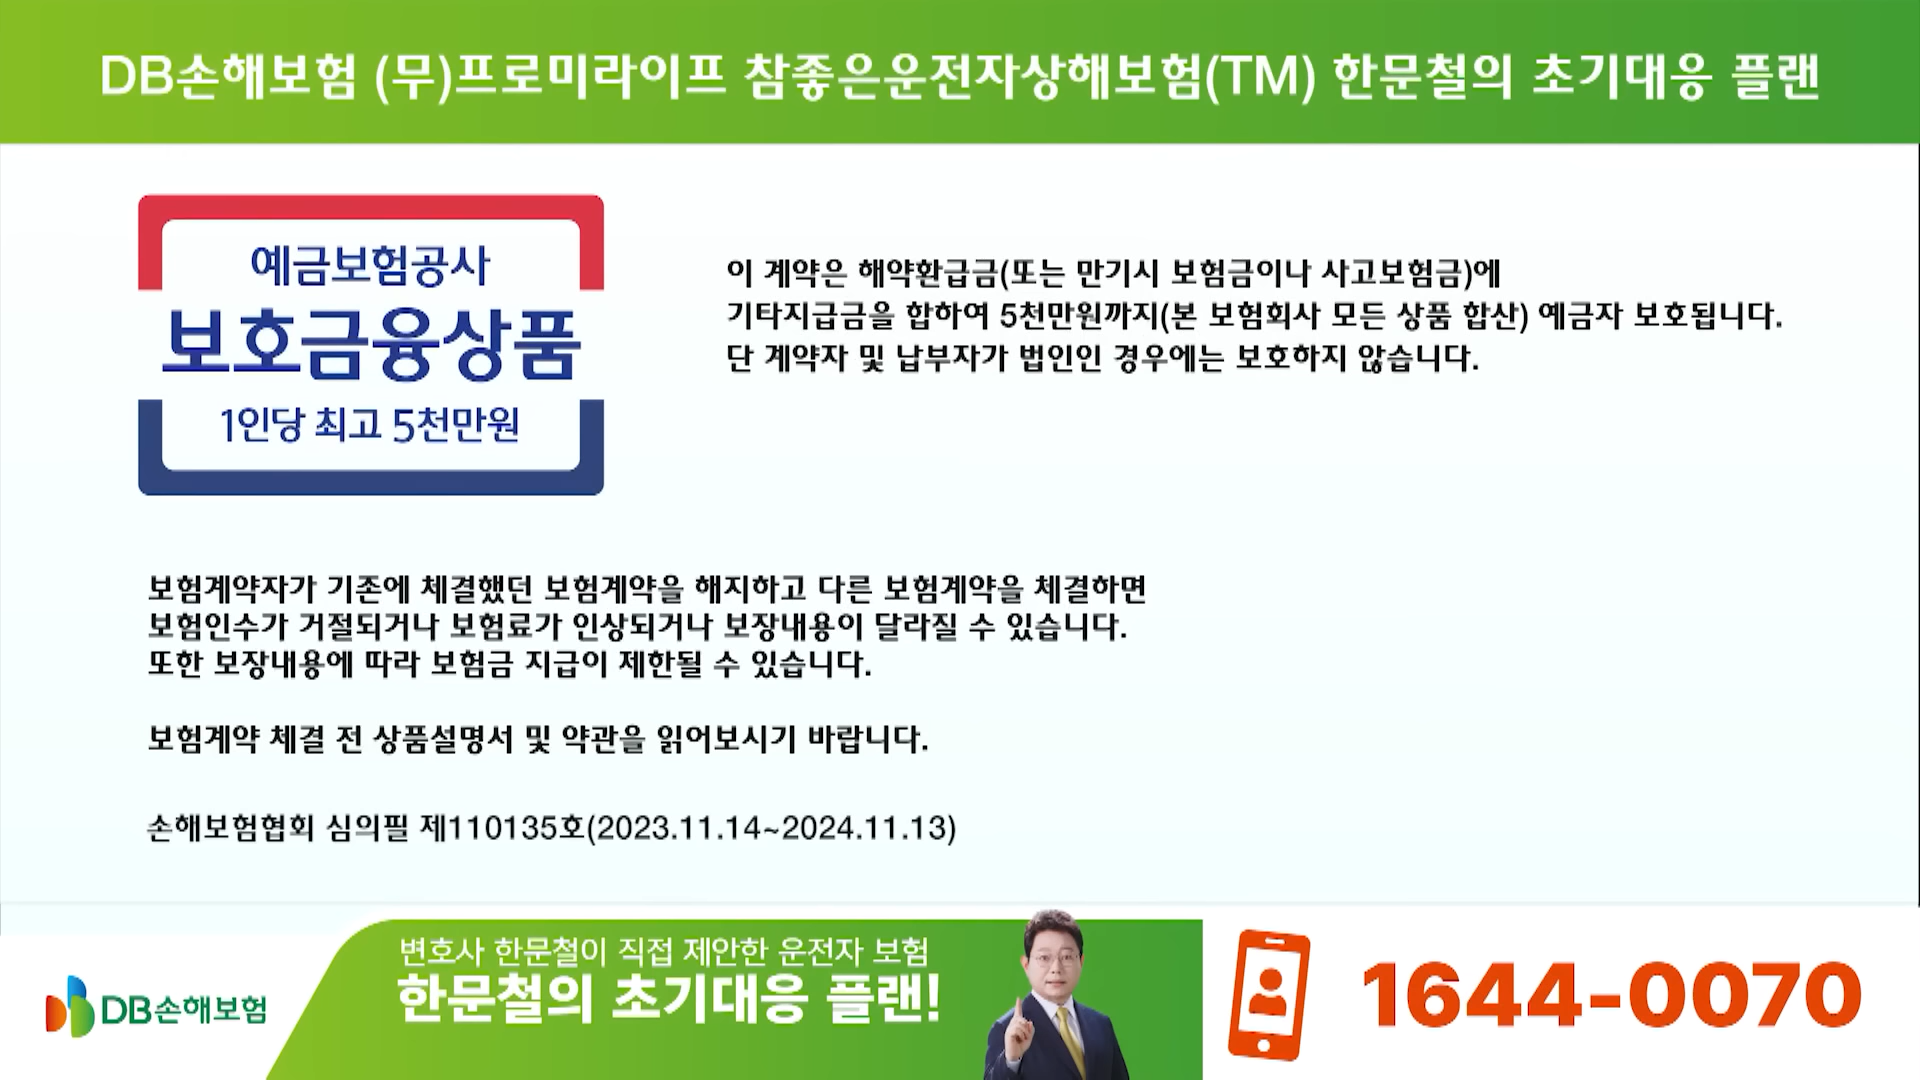 DB손해보험 (무)프로미라이프 참좋은운전자상해보험(TM) 한문철의 초기대응 플랜
예금보험공사
보호금융상품
1인당 최고 5천만원
이 계약은 해약환급금(또는 만기시 보험금이나 사고보험금)에
기타지급금을 합하여 5천만원까지(본 보험회사 모든 상품 합산) 예금자 보호됩니다.
단 계약자 및 납부자가 법인인 경우에는 보호하지 않습니다.
보험계약자가 기존에 체결했던 보험계약을 해지하고 다른 보험계약을 체결하면
보험인수가 거절되거나 보험료가 인상되거나 보장내용이 달라질 수 있습니다.
또한 보장내용에 따라 보험금 지급이 제한될 수 있습니다.
보험계약 체결 전 상품설명서 및 약관을 읽어보시기 바랍니다.
손해보험협회 심의필 제110135호(2023.11.14~2024.11.13)
DB손해보험
변호사 한문철이 직접 제안한 운전자 보험
한문철의 초기대응 플랜!
1644-0070